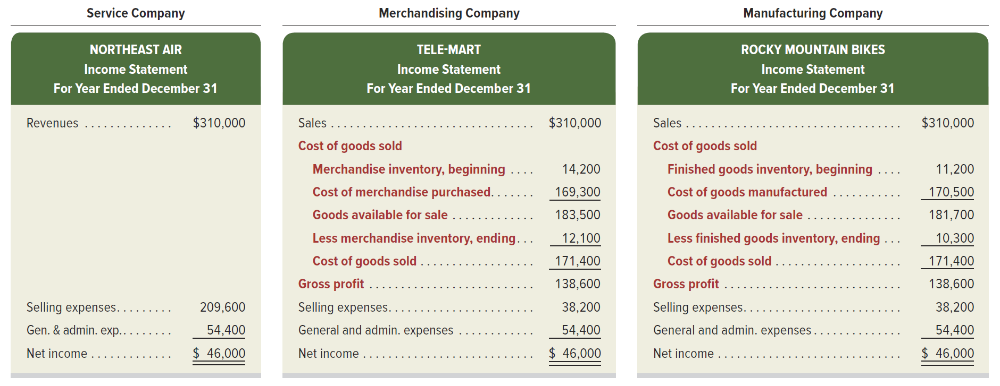 Service Company
NORTHEAST AIR
Income Statement
For Year Ended December 31
Revenues .............. $310,000
Selling expenses......... 209,600
Gen. & admin. exp......... 54,400
Net income ............. $ 46,000
Merchandising Company
TELE-MART
Income Statement
For Year Ended December 31
Sales ................................ $310,000
Cost of goods sold
Merchandise inventory, beginning .... 14,200
Cost of merchandise purchased....... 169,300
Goods available for sale ............. 183,500
Less merchandise inventory, ending... 12,100
Cost of goods sold .................. 171,400
Gross profit .......................... 138,600
Selling expenses....................... 38,200
General and admin. expenses ............ 54,400
Net income ........................... $ 46,000
Manufacturing Company
ROCKY MOUNTAIN BIKES
Income Statement
For Year Ended December 31
Sales .................................. $310,000
Cost of goods sold
Finished goods inventory, beginning .... 11,200
Cost of goods manufactured ........... 170,500
Goods available for sale ............... 181,700
Less finished goods inventory, ending ... 10,300
Cost of goods sold .................... 171,400
Gross profit ............................ 138,600
Selling expenses......................... 38,200
General and admin. expenses.............. 54,400
Net income ............................. $ 46,000